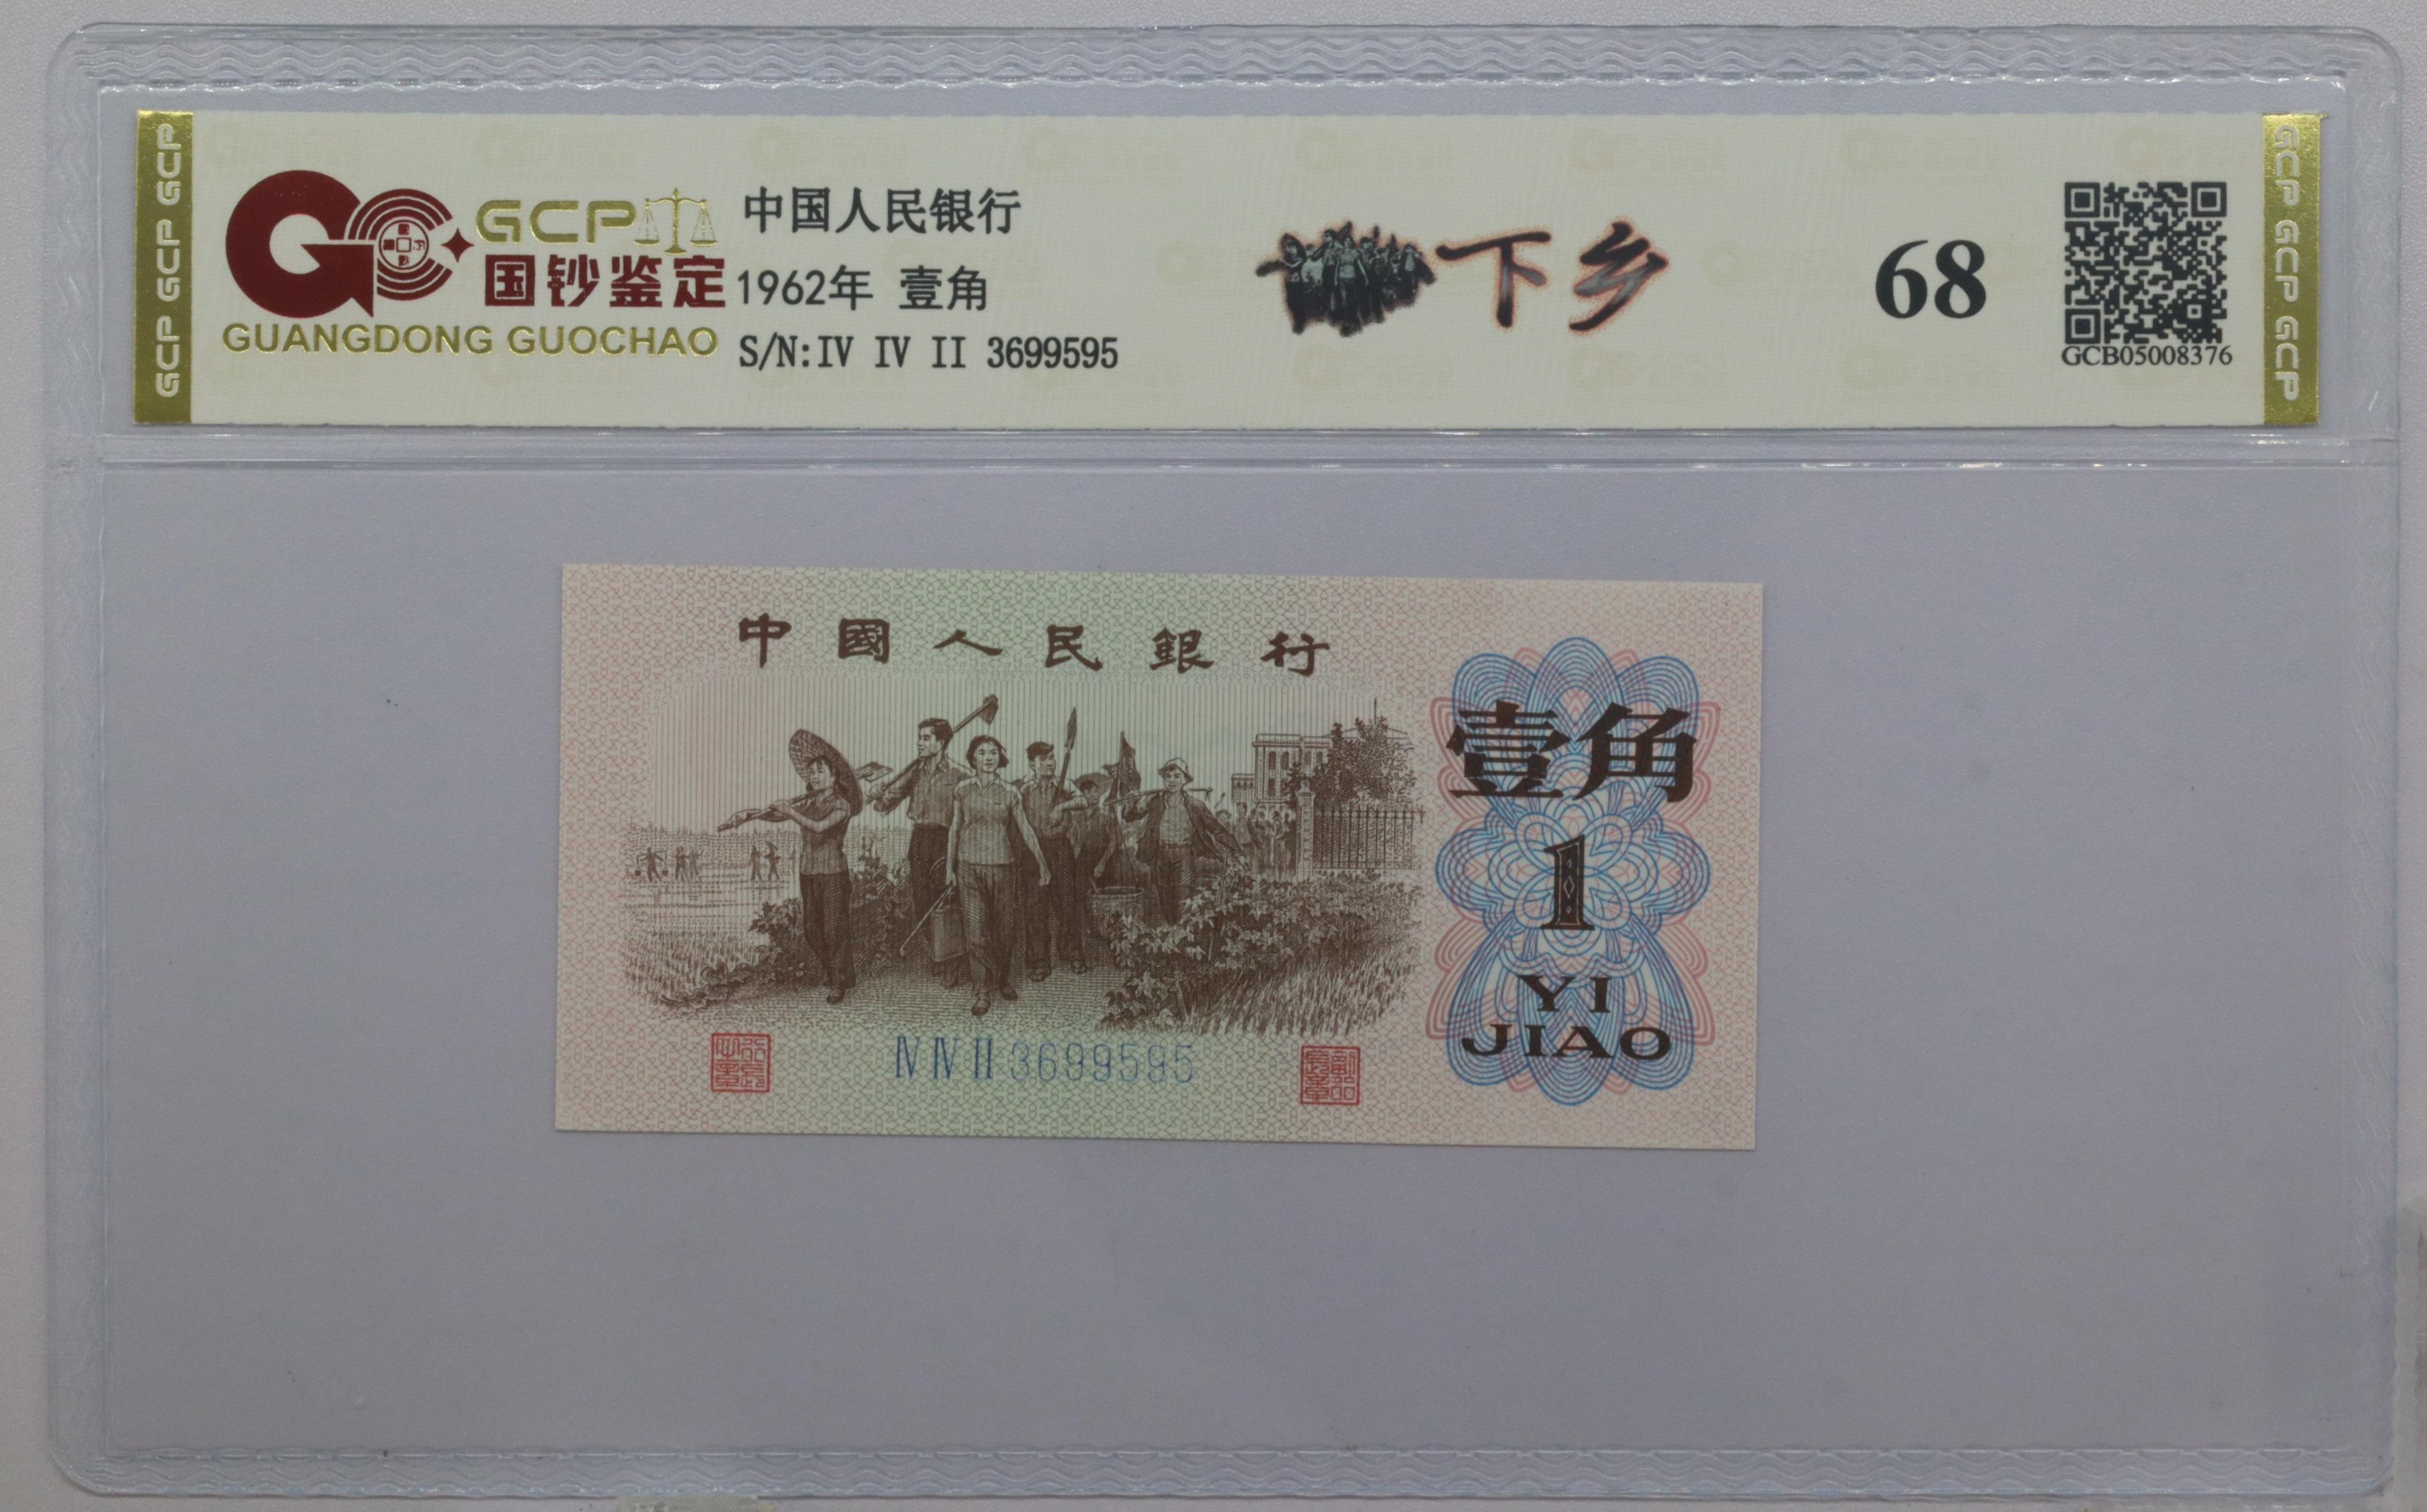 GCP GCP GCP
GCP
国钞鉴定
GUANGDONG GUOCHAO
中国人民银行
1962年 壹角
S/N:IV IV II 3699595
下乡
68
GCB05008376
GCP GCP GCP
中國人民銀行
壹角
1
YI
JIAO
IV IV II 3699595